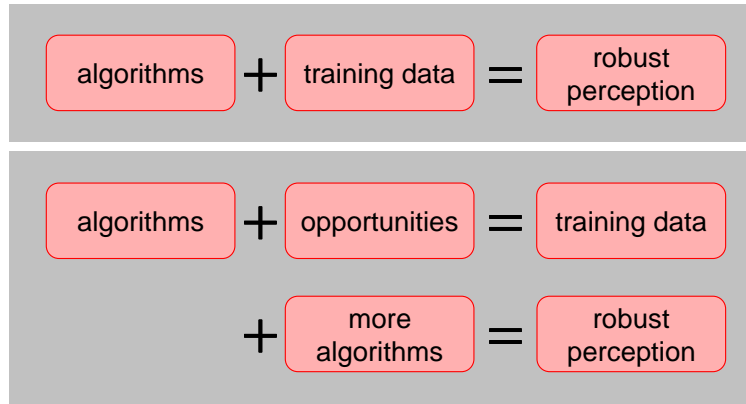 algorithms + training data = robust
perception
algorithms + opportunities = training data
+ more
algorithms = robust
perception